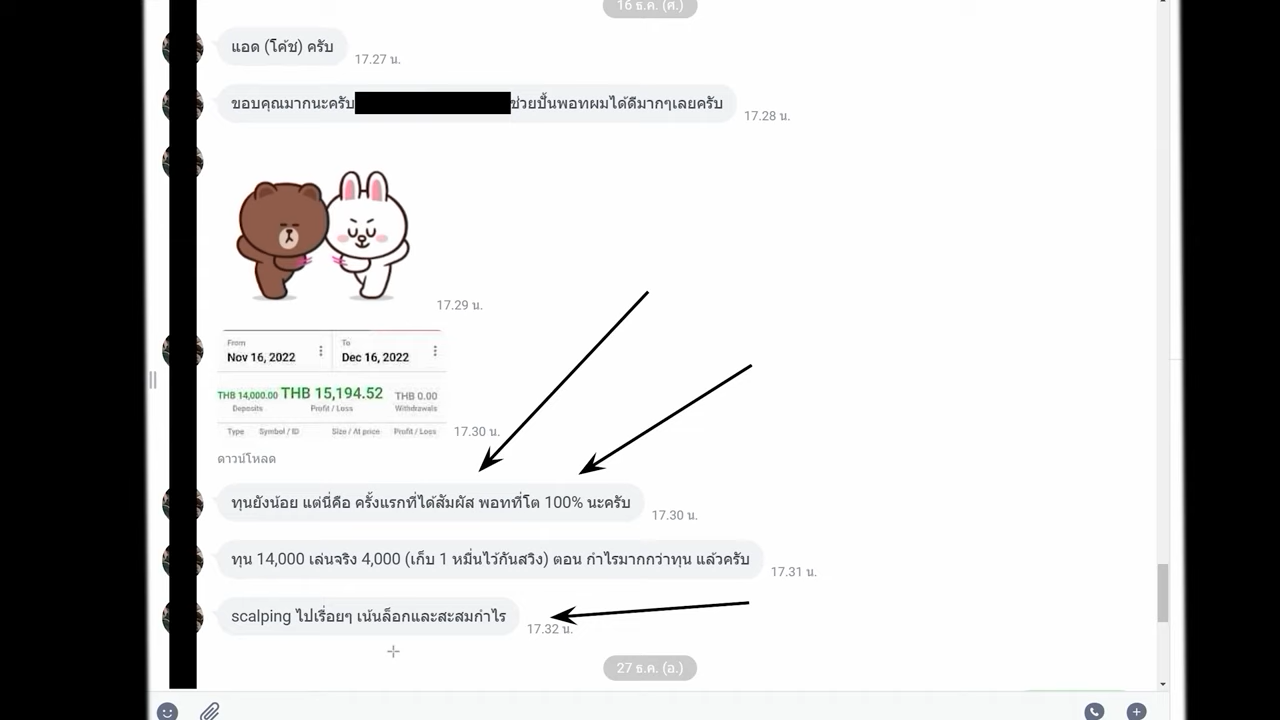 16 ธ.ค. (ศ.)
แอด (โค้ช) ครับ
17.27 น.
ขอบคุณมากนะครับ ช่วยปั้นพอทผมได้ดีมากๆเลยครับ
17.28 น.
17.29 น.
From To
Nov 16, 2022 Dec 16, 2022
THB 14,000.00 THB 15,194.52 THB 0.00
Deposits Profit / Loss Withdrawals
Type Symbol / ID Size / At price Profit / Loss
17.30 น.
ดาวน์โหลด
ทุนยังน้อย แต่นี่คือ ครั้งแรกที่ได้สัมผัส พอทที่โต 100% นะครับ
17.30 น.
ทุน 14,000 เล่นจริง 4,000 (เก็บ 1 หมื่นไว้กันสวิง) ตอน กำไรมากกว่าทุน แล้วครับ
17.31 น.
scalping ไปเรื่อยๆ เน้นล็อกและสะสมกำไร
17.32 น.
27 ธ.ค. (อ.)